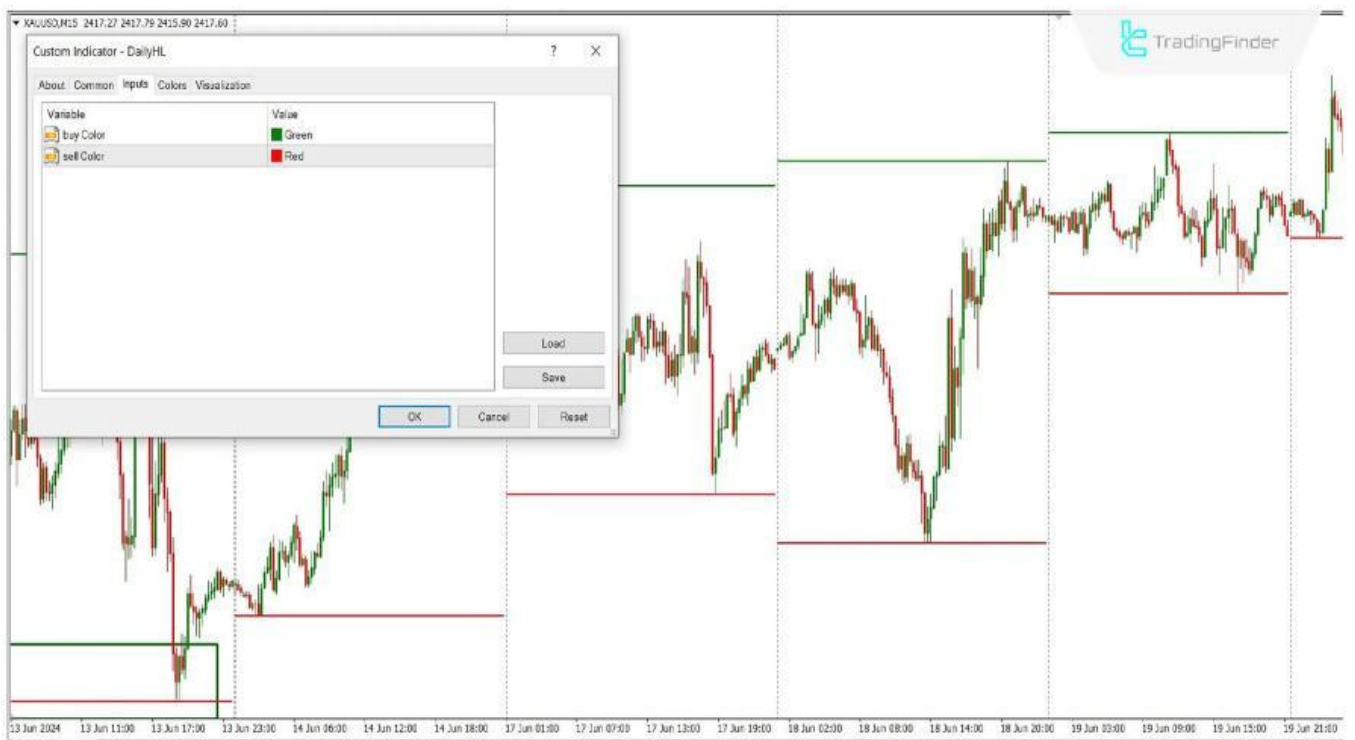 XAUUSD,M15 2417.27 2417.79 2415.90 2417.60
TradingFinder
Custom Indicator - DailyHL ? X
About Common Inputs Colors Visualization
Variable Value
buy Color Green
sell Color Red
Load
Save
OK Cancel Reset
13 Jun 2024 13 Jun 11:00 13 Jun 17:00 13 Jun 23:00 14 Jun 06:00 14 Jun 12:00 14 Jun 18:00 17 Jun 01:00 17 Jun 07:00 17 Jun 13:00 17 Jun 19:00 18 Jun 02:00 18 Jun 08:00 18 Jun 14:00 18 Jun 20:00 19 Jun 03:00 19 Jun 09:00 19 Jun 15:00 19 Jun 21:00